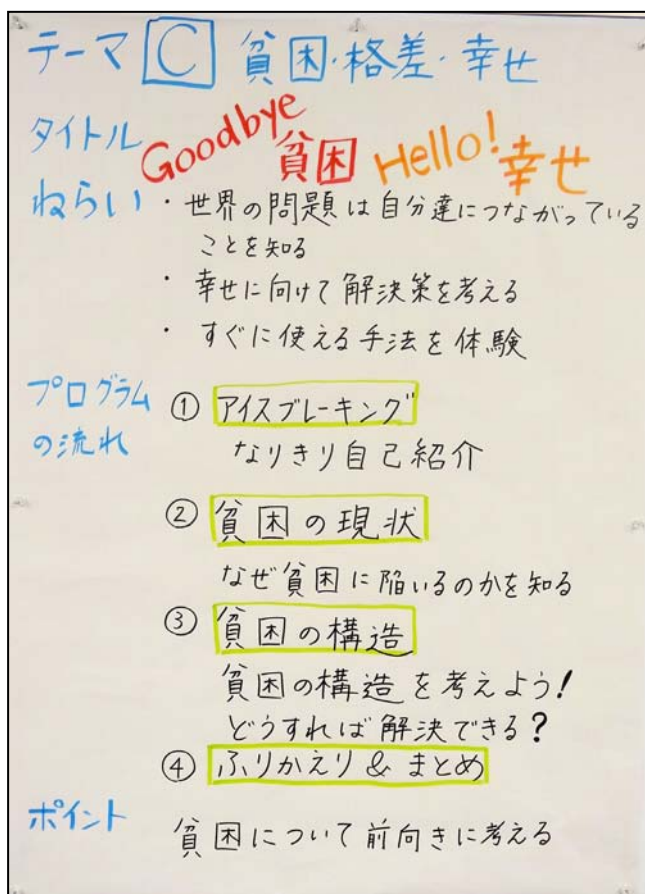 テーマ C 貧困・格差・幸せ
タイトル Goodbye 貧困 Hello! 幸せ
ねらい ・世界の問題は自分達につながっている
ことを知る
・幸せに向けて解決策を考える
・すぐに使える手法を体験
プログラムの流れ
① アイスブレーキング
なりきり自己紹介
② 貧困の現状
なぜ貧困に陥いるのかを知る
③ 貧困の構造
貧困の構造を考えよう!
どうすれば解決できる?
④ ふりかえり & まとめ
ポイント 貧困について前向きに考える